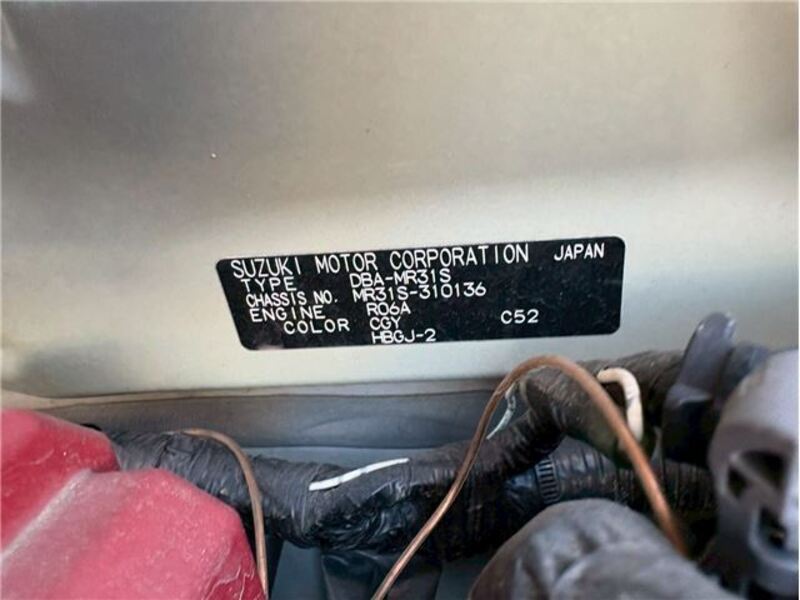 SUZUKI MOTOR CORPORATION JAPAN
TYPE DBA-MR31S
CHASSIS NO. MR31S-310136
ENGINE R06A
COLOR CGY C52
HBGJ-2